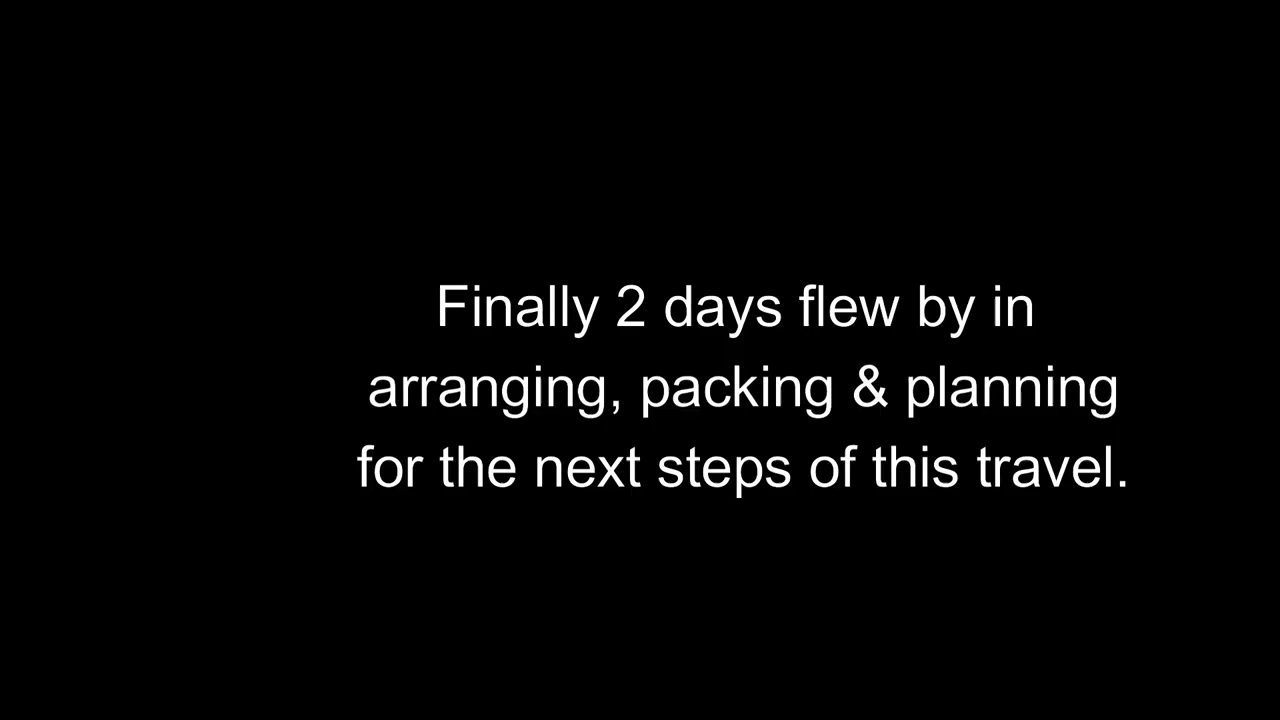 Finally 2 days flew by in
arranging, packing & planning
for the next steps of this travel.